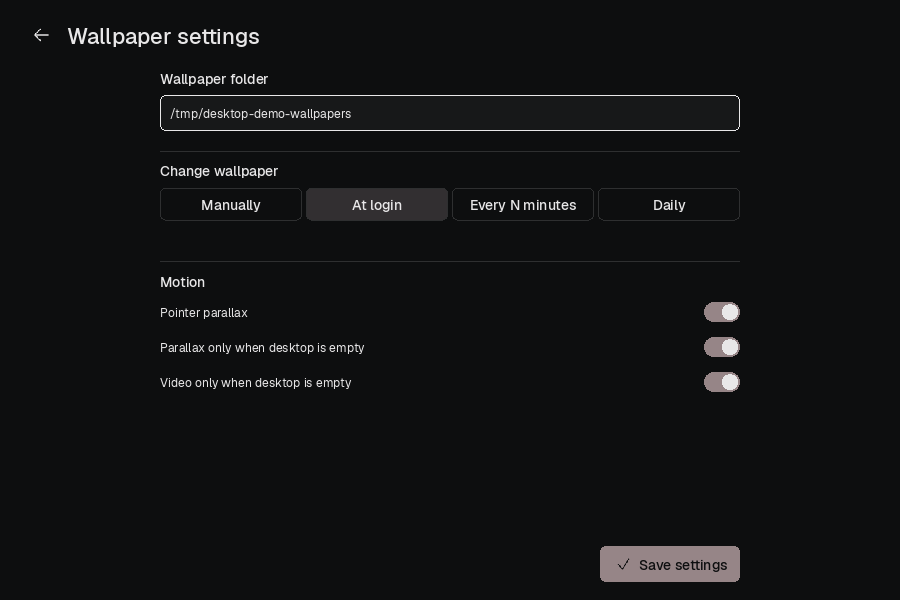 Wallpaper settings
Wallpaper folder
/tmp/desktop-demo-wallpapers
Change wallpaper
Manually At login Every N minutes Daily
Motion
Pointer parallax
Parallax only when desktop is empty
Video only when desktop is empty
Save settings